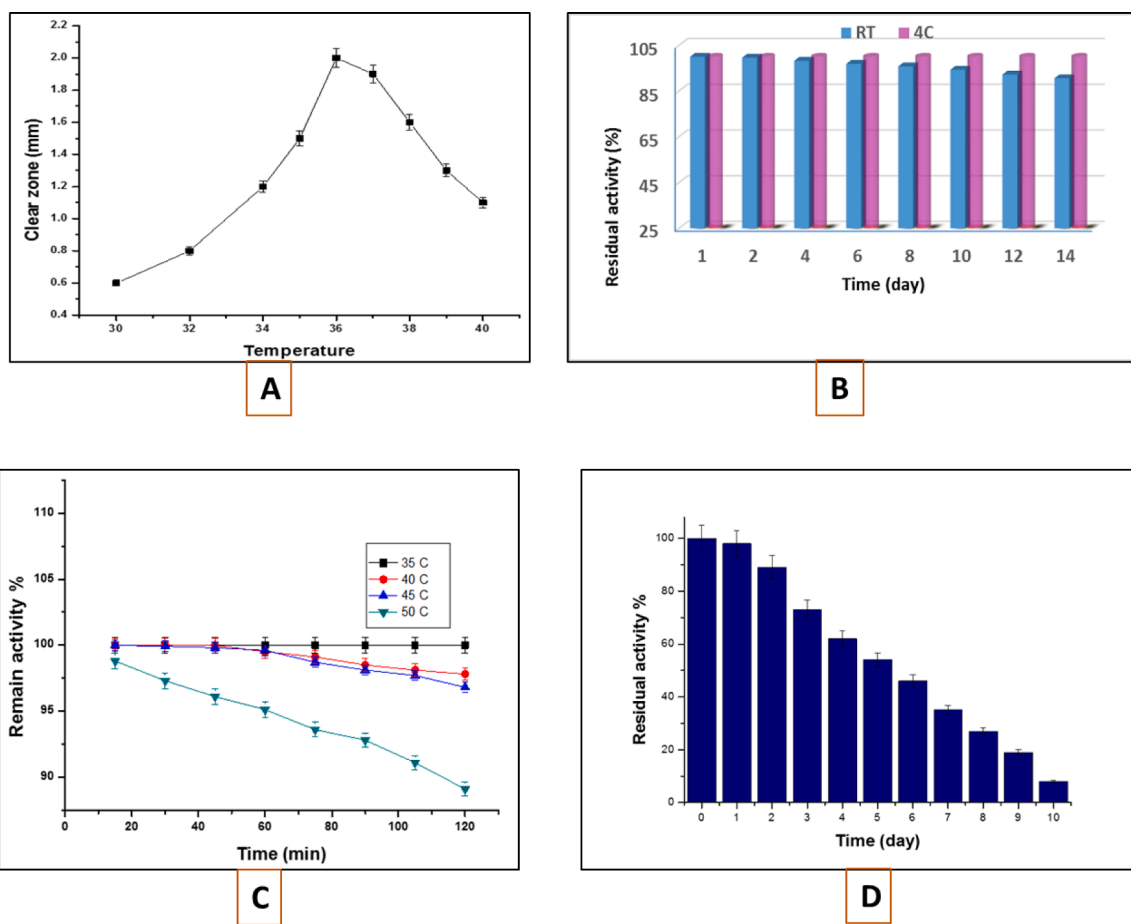 2.2
2.0
1.8
1.6
1.4
1.2
1.0
0.8
0.6
0.4
Clear zone (mm)
30 32 34 36 38 40
Temperature
A
RT 4C
105
85
65
45
25
Residual activity (%)
1 2 4 6 8 10 12 14
Time (day)
B
110
105
100
95
90
Remain activity %
35 C
40 C
45 C
50 C
0 20 40 60 80 100 120
Time (min)
C
100
80
60
40
20
0
Residual activity %
0 1 2 3 4 5 6 7 8 9 10
Time (day)
D